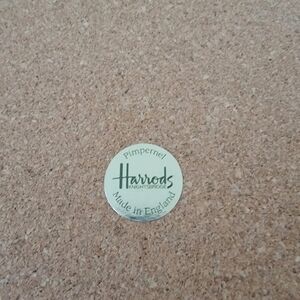 Pimpernel
Harrods
KNIGHTSBRIDGE
Made in England